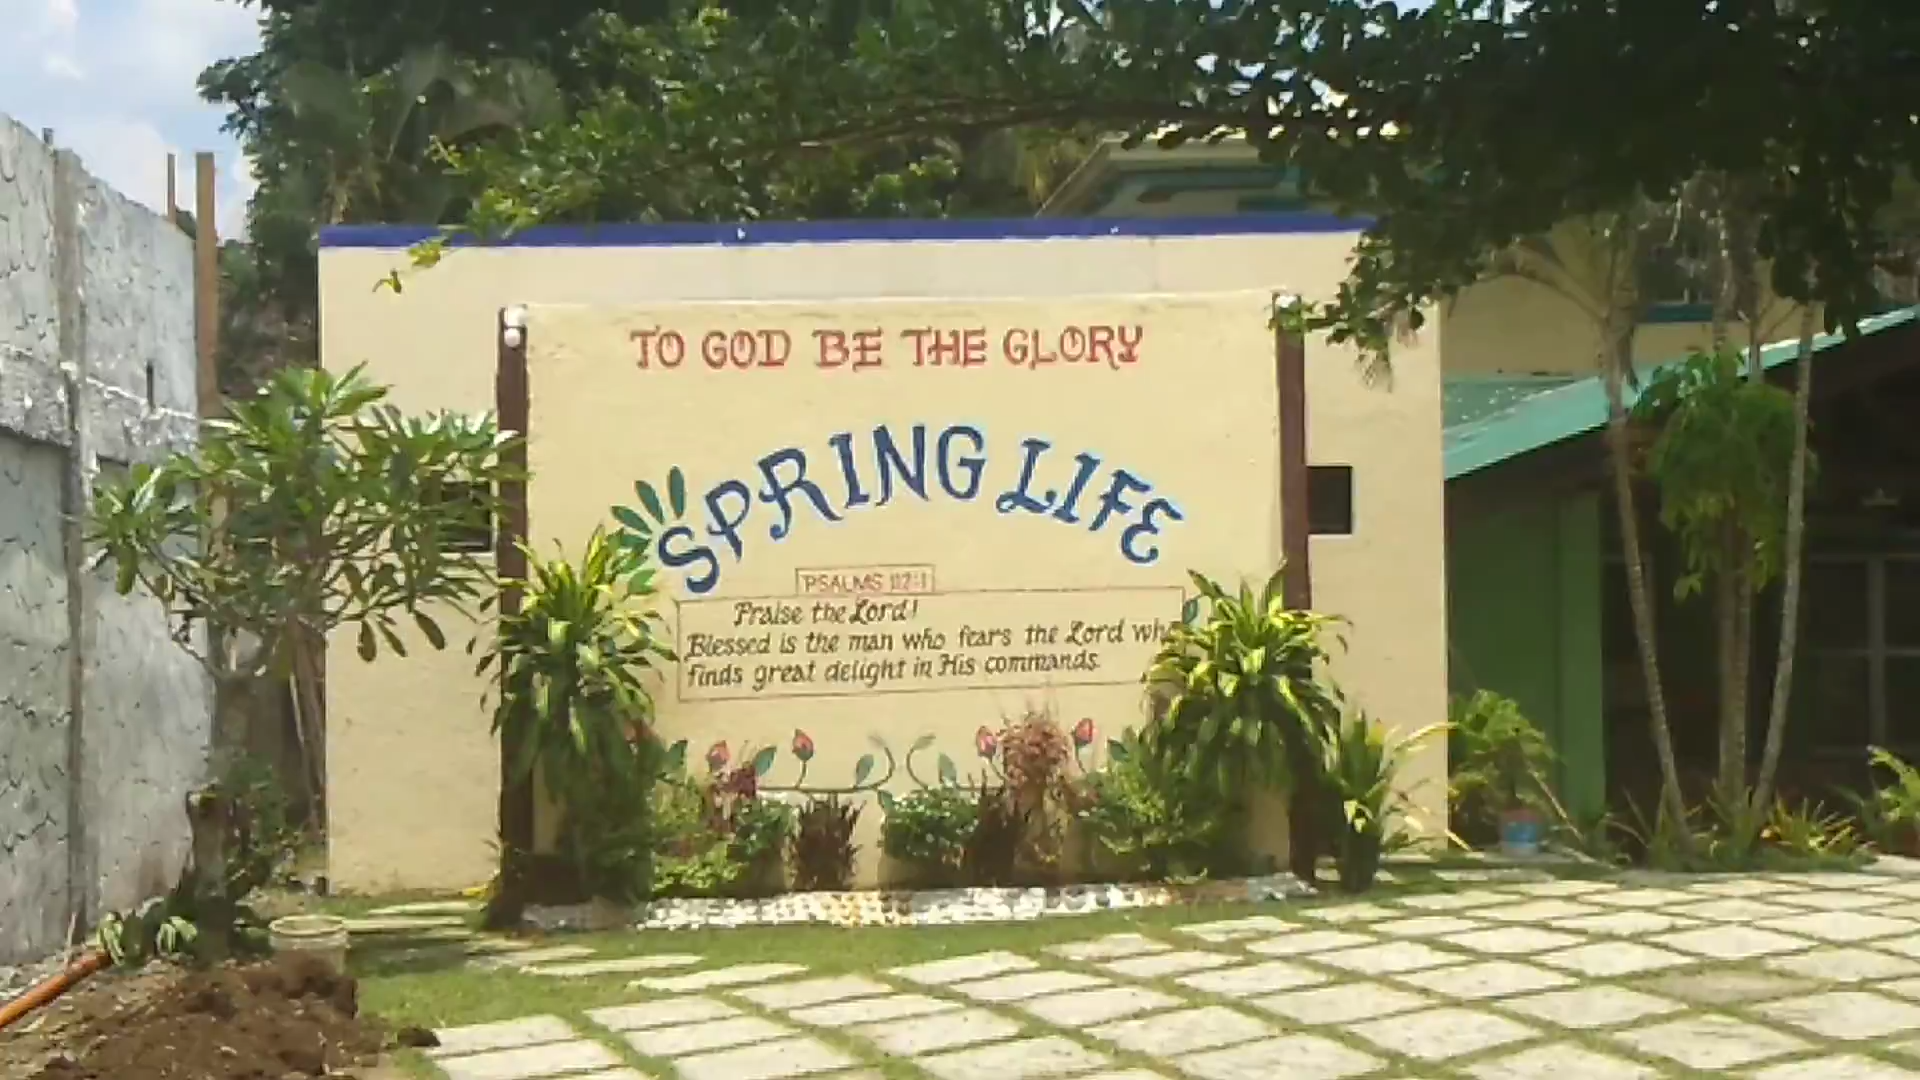 TO GOD BE THE GLORY
SPRING LIFE
PSALMS 112:1
Praise the Lord!
Blessed is the man who fears the Lord who
finds great delight in His commands.